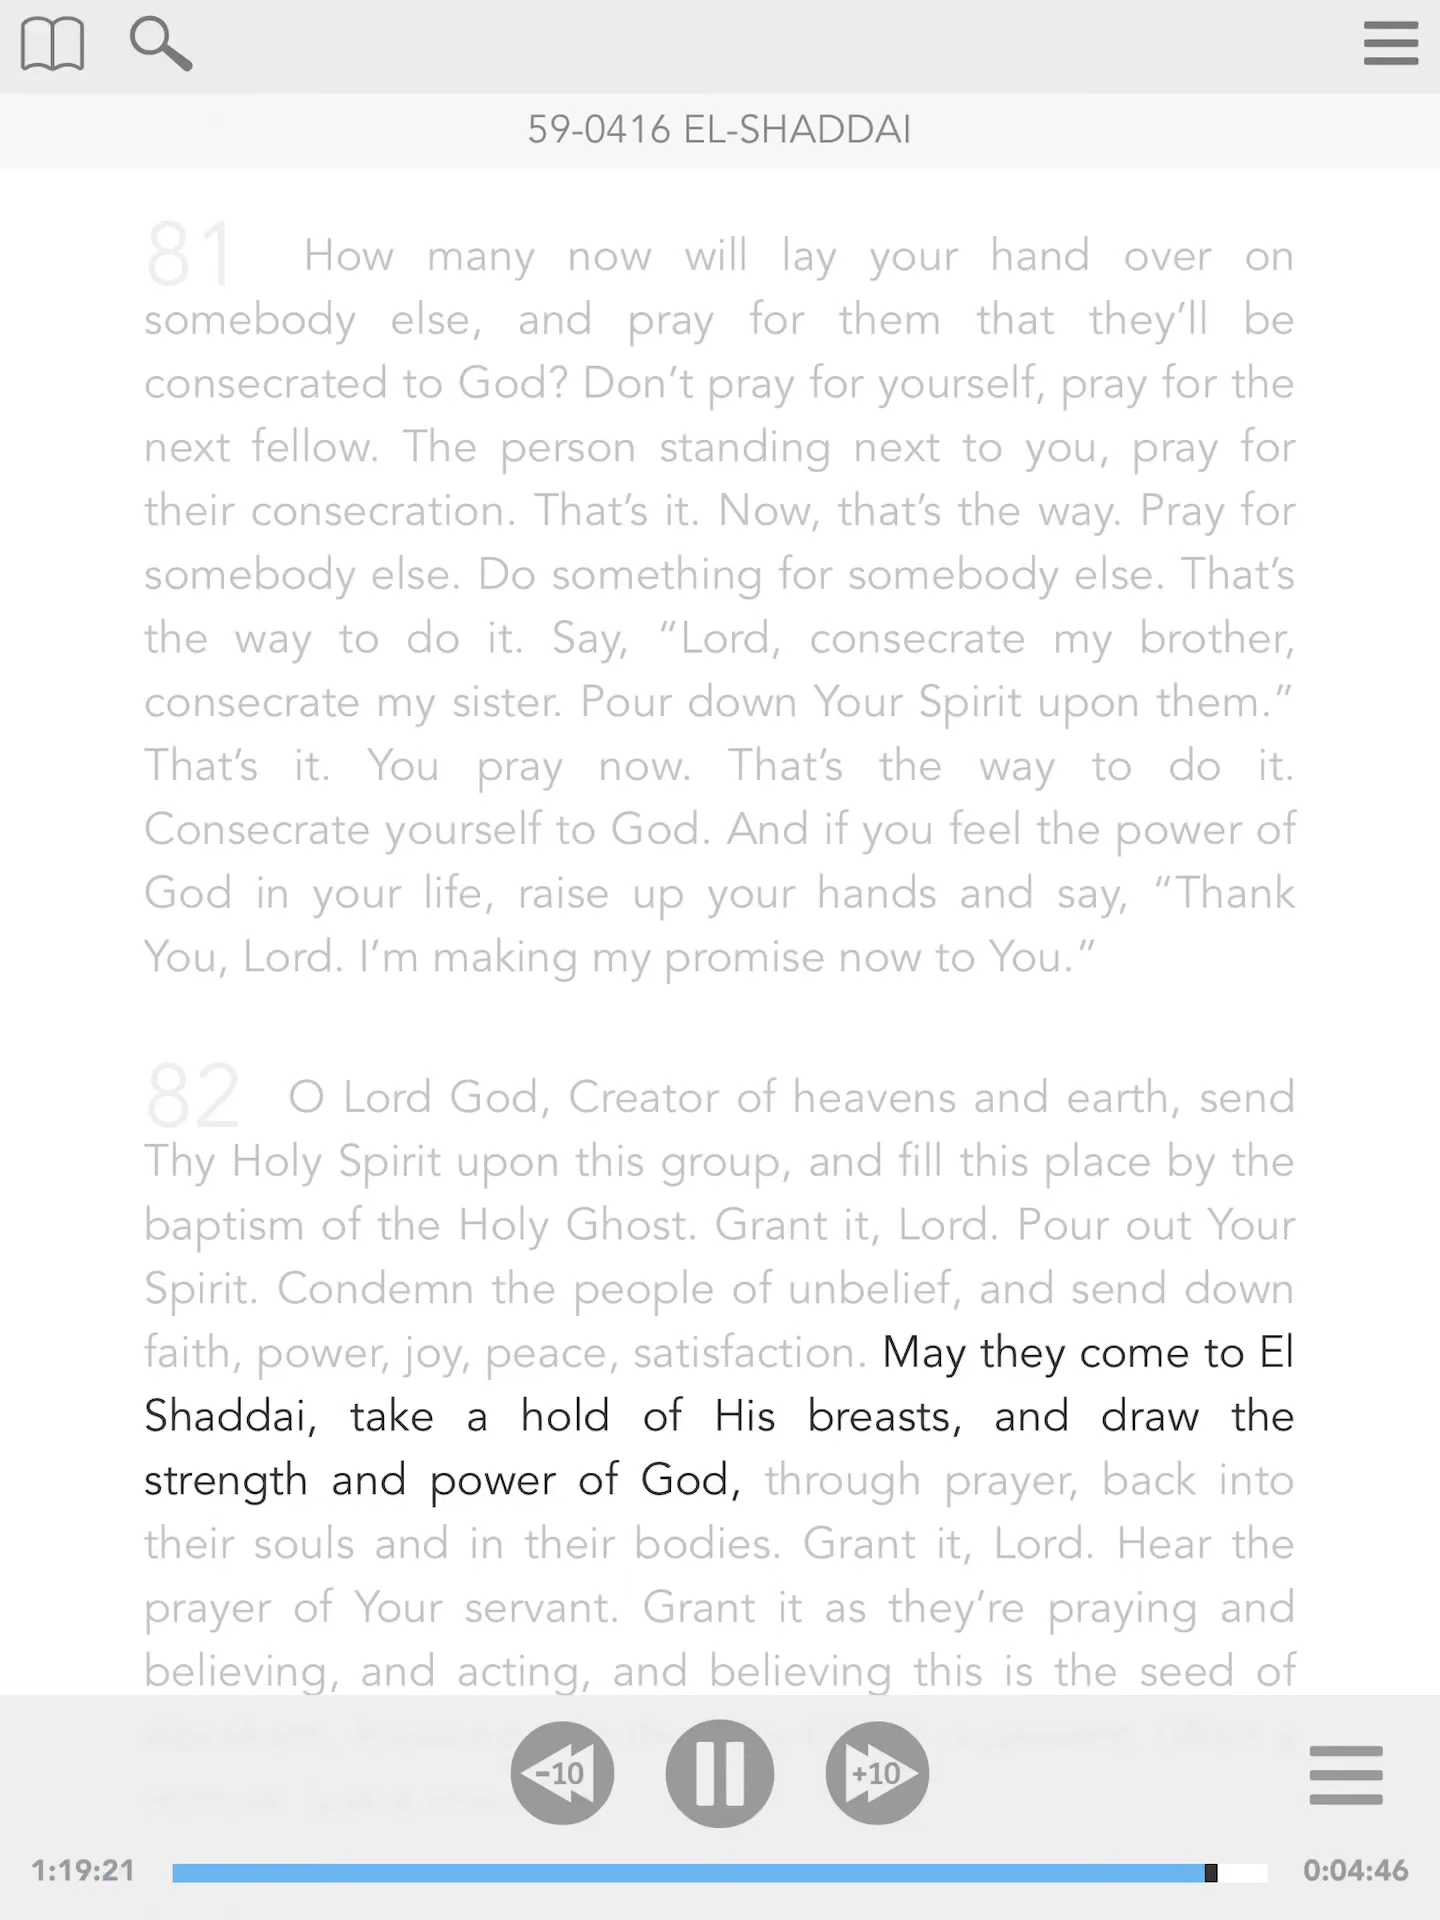 59-0416 EL-SHADDAI
81 How many now will lay your hand over on
somebody else, and pray for them that they’ll be
consecrated to God? Don’t pray for yourself, pray for the
next fellow. The person standing next to you, pray for
their consecration. That’s it. Now, that’s the way. Pray for
somebody else. Do something for somebody else. That’s
the way to do it. Say, “Lord, consecrate my brother,
consecrate my sister. Pour down Your Spirit upon them.”
That’s it. You pray now. That’s the way to do it.
Consecrate yourself to God. And if you feel the power of
God in your life, raise up your hands and say, “Thank
You, Lord. I’m making my promise now to You.”
82 O Lord God, Creator of heavens and earth, send
Thy Holy Spirit upon this group, and fill this place by the
baptism of the Holy Ghost. Grant it, Lord. Pour out Your
Spirit. Condemn the people of unbelief, and send down
faith, power, joy, peace, satisfaction. May they come to El
Shaddai, take a hold of His breasts, and draw the
strength and power of God, through prayer, back into
their souls and in their bodies. Grant it, Lord. Hear the
prayer of Your servant. Grant it as they’re praying and
believing, and acting, and believing this is the seed of
-10 +10
1:19:21 0:04:46